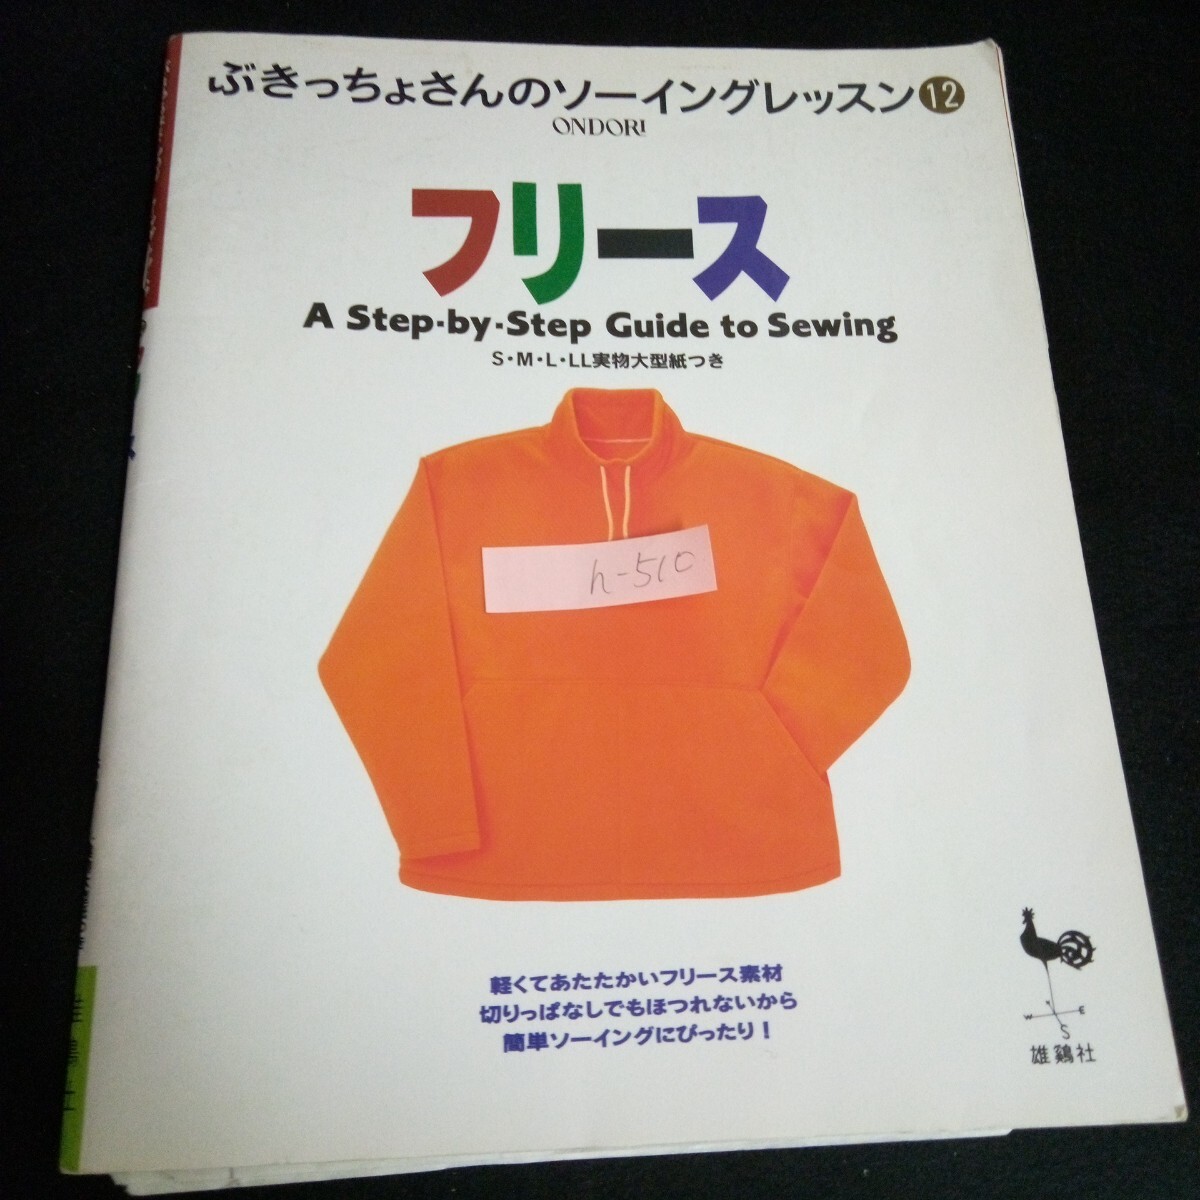 ぶきっちょさんのソーイングレッスン12
ONDORI
フリース
A Step-by-Step Guide to Sewing
S・M・L・LL実物大型紙つき
h-510
軽くてあたたかいフリース素材
切りっぱなしでもほつれないから
簡単ソーイングにぴったり！
W E
S
雄鷄社